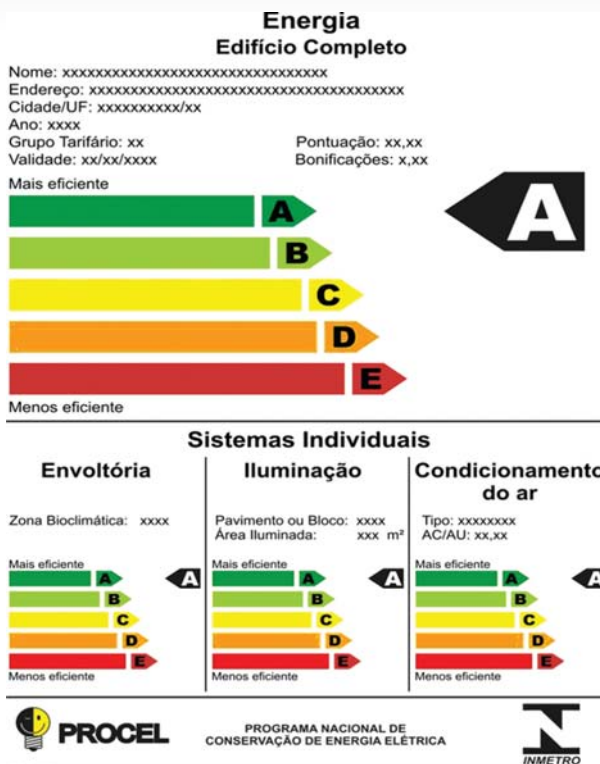 Energia
Edifício Completo
Nome: xxxxxxxxxxxxxxxxxxxxxxxxxxxxxxxx
Endereço: xxxxxxxxxxxxxxxxxxxxxxxxxxxxxxxxxxxxxx
Cidade/UF: xxxxxxxxxx/xx
Ano: xxxx
Grupo Tarifário: xx Pontuação: xx,xx
Validade: xx/xx/xxxx Bonificações: x,xx
Mais eficiente
A A
B
C
D
E
Menos eficiente
Sistemas Individuais
Envoltória
Zona Bioclimática: xxxx
Mais eficiente
A A
B
C
D
E
Menos eficiente
Iluminação
Pavimento ou Bloco: xxxx
Área Iluminada: xxx m²
Mais eficiente
A A
B
C
D
E
Menos eficiente
Condicionamento
do ar
Tipo: xxxxxxxx
AC/AU: xx,xx
Mais eficiente
A A
B
C
D
E
Menos eficiente
PROCEL
PROGRAMA NACIONAL DE
CONSERVAÇÃO DE ENERGIA ELÉTRICA
INMETRO